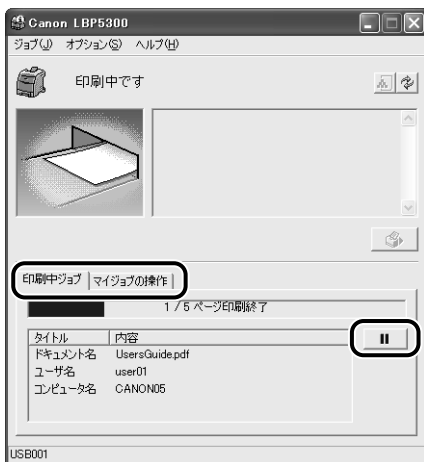 Canon LBP5300
ジョブ(J) オプション(S) ヘルプ(H)
印刷中です
印刷中ジョブ マイジョブの操作
1 / 5 ページ印刷終了
タイトル 内容
ドキュメント名 UsersGuide.pdf
ユーザ名 user01
コンピュータ名 CANON05
USB001